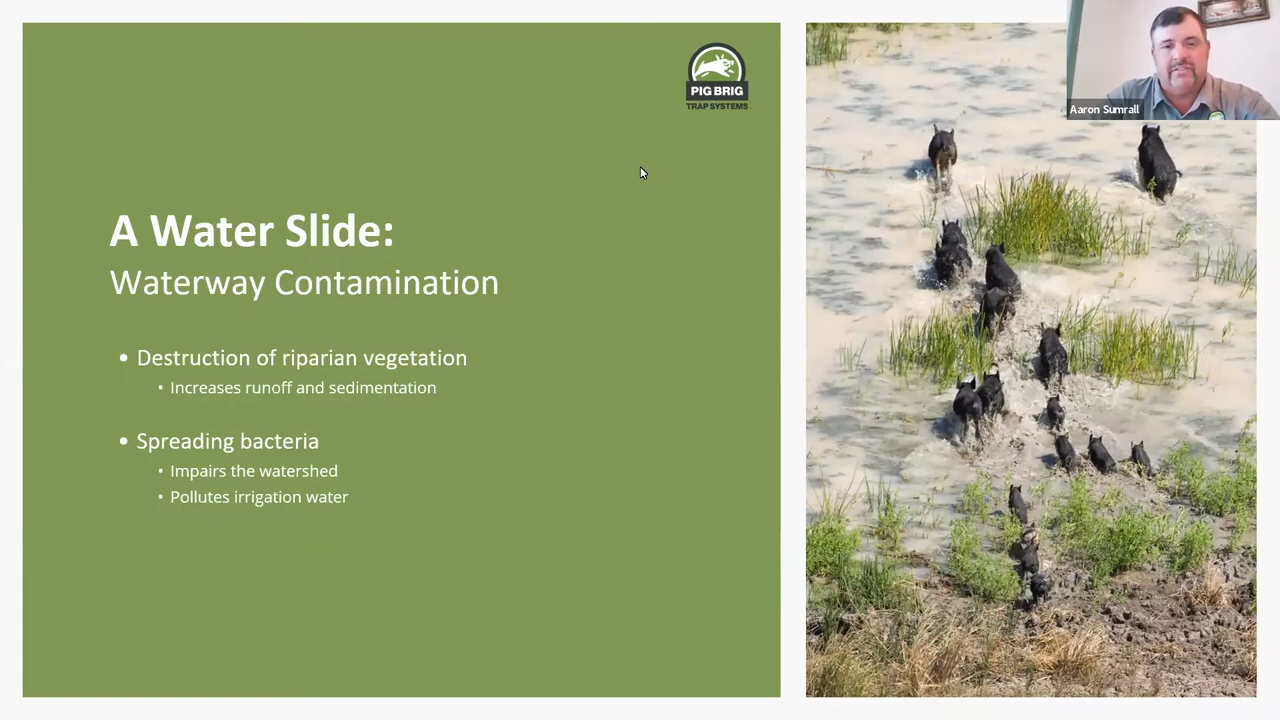 PIG BRIG
TRAP SYSTEMS
Aaron Sumrall
A Water Slide:
Waterway Contamination
• Destruction of riparian vegetation
• Increases runoff and sedimentation
• Spreading bacteria
• Impairs the watershed
• Pollutes irrigation water